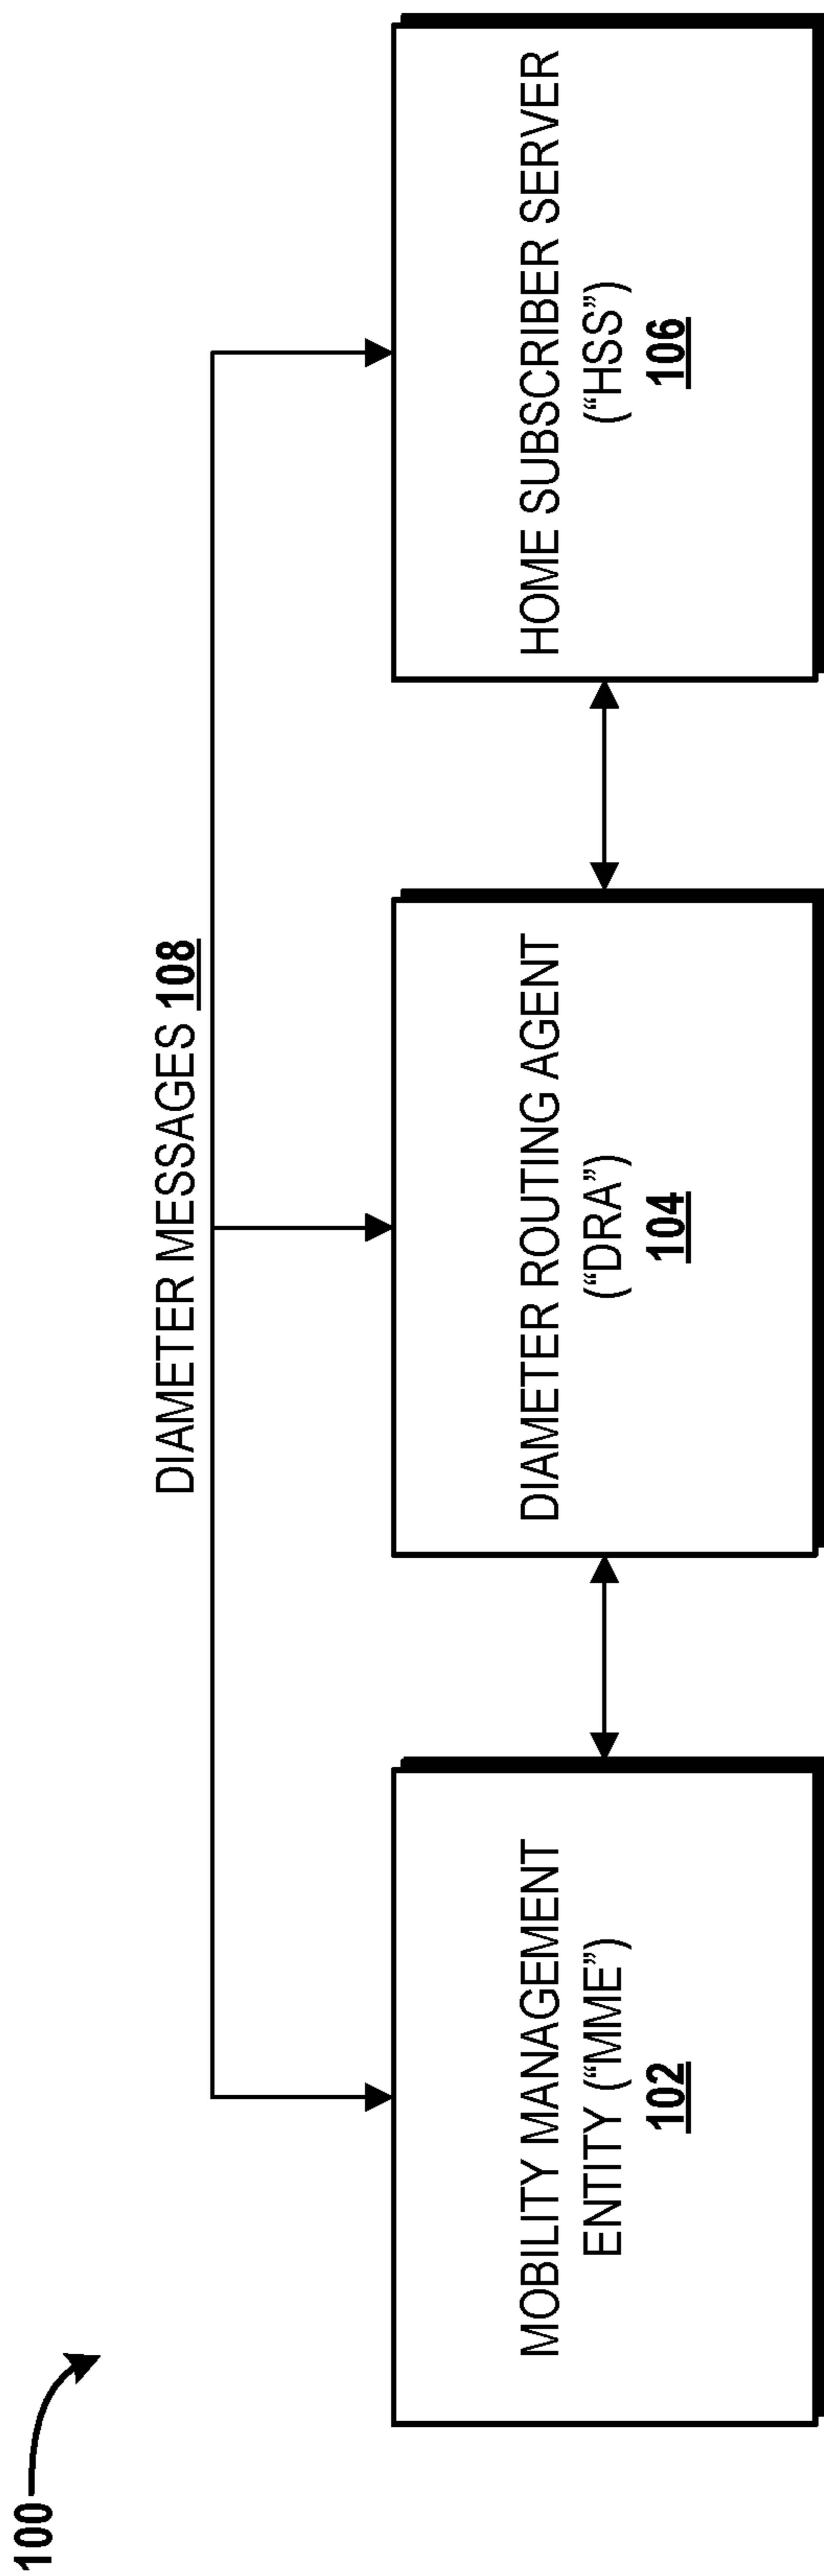 100
DIAMETER MESSAGES 108
MOBILITY MANAGEMENT
ENTITY (“MME”)
102
DIAMETER ROUTING AGENT
(“DRA”)
104
HOME SUBSCRIBER SERVER
(“HSS”)
106